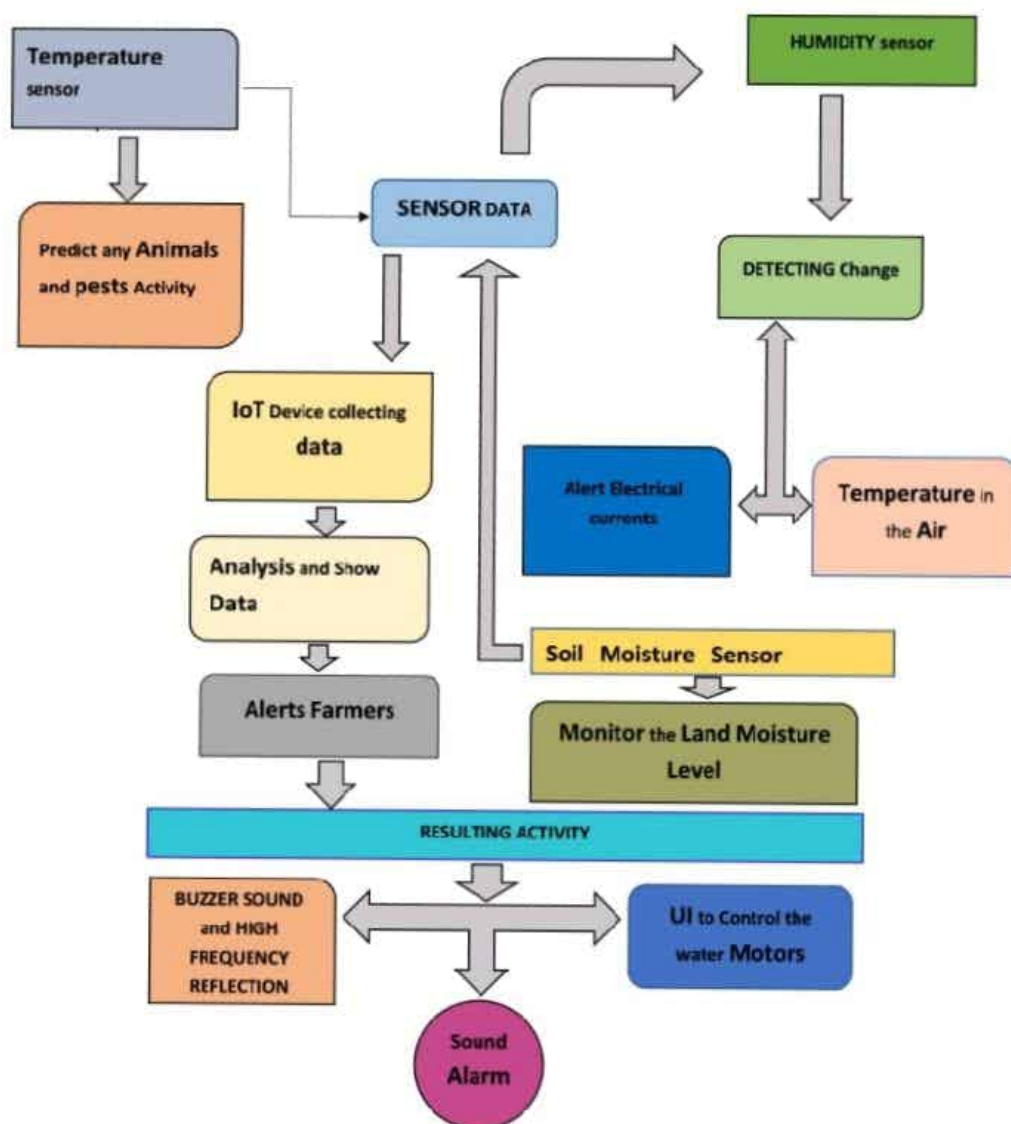 Temperature
sensor
HUMIDITY sensor
SENSOR DATA
Predict any Animals
and pests Activity
DETECTING Change
IoT Device collecting
data
Alert Electrical
currents
Temperature in
the Air
Analysis and Show
Data
Soil Moisture Sensor
Alerts Farmers
Monitor the Land Moisture
Level
RESULTING ACTIVITY
BUZZER SOUND
and HIGH
FREQUENCY
REFLECTION
UI to Control the
water Motors
Sound
Alarm